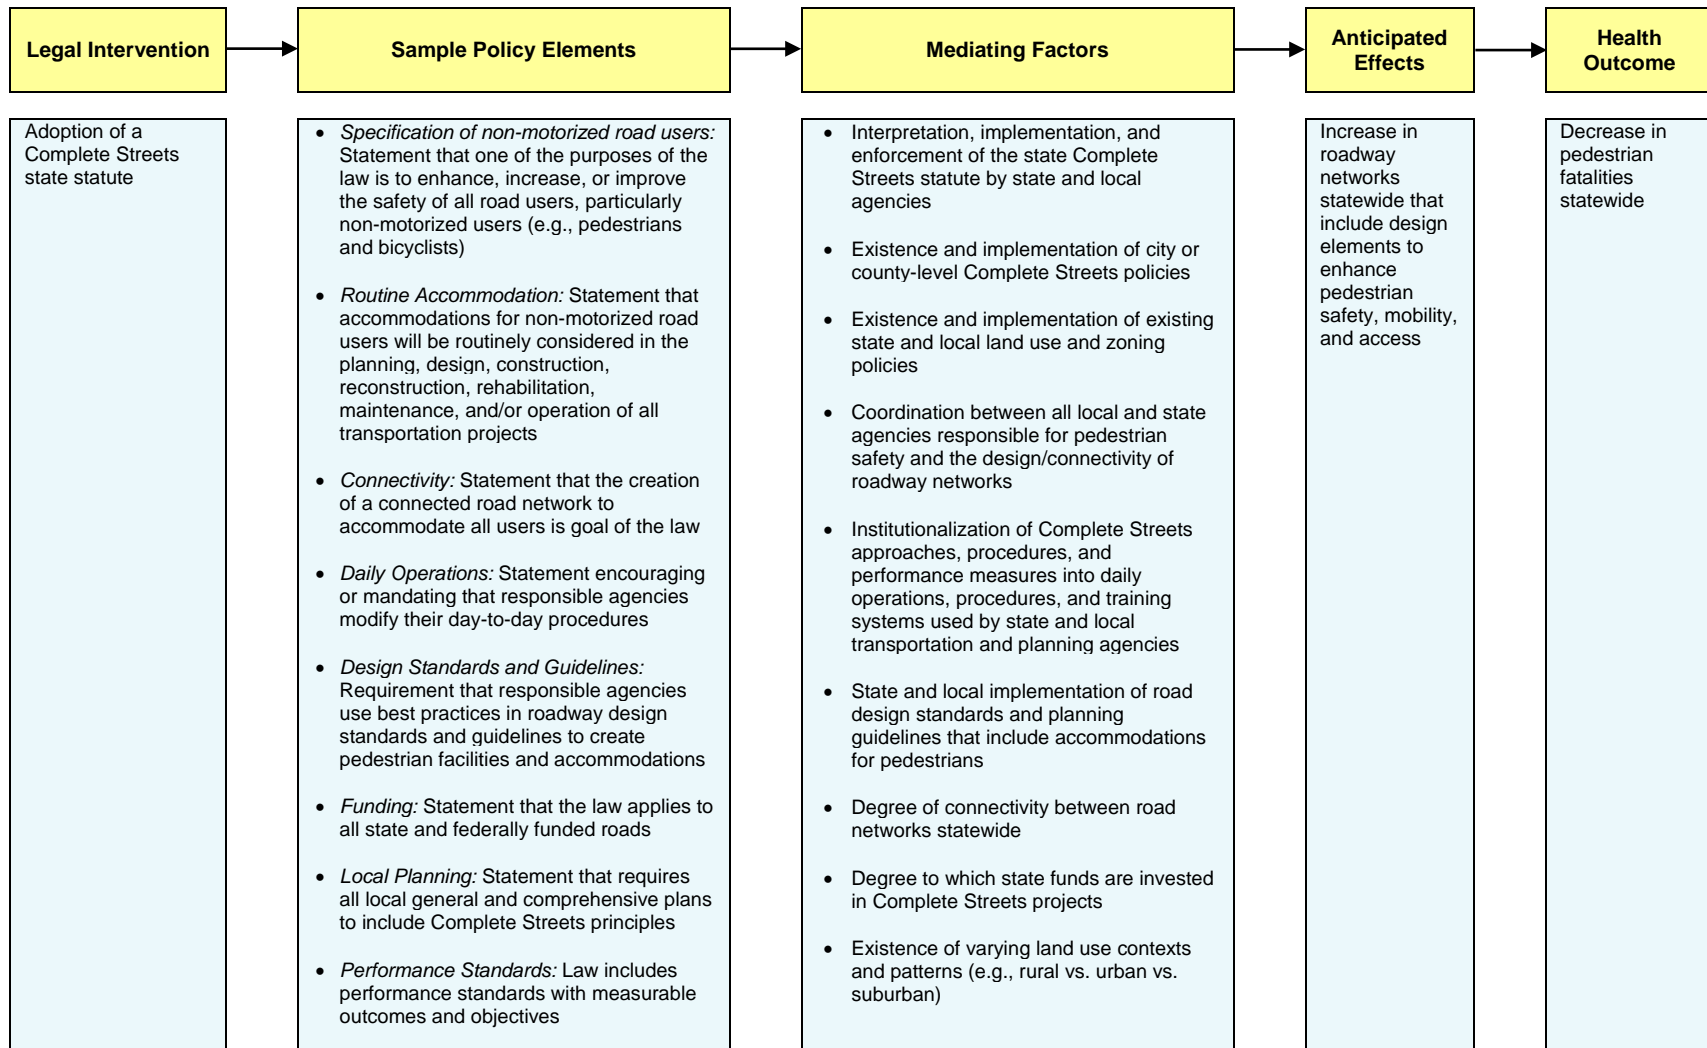 Legal Intervention
Sample Policy Elements
Mediating Factors
Anticipated
Effects
Health
Outcome
Adoption of a
Complete Streets
state statute
• Specification of non-motorized road users:
Statement that one of the purposes of the
law is to enhance, increase, or improve
the safety of all road users, particularly
non-motorized users (e.g., pedestrians
and bicyclists)
• Routine Accommodation: Statement that
accommodations for non-motorized road
users will be routinely considered in the
planning, design, construction,
reconstruction, rehabilitation,
maintenance, and/or operation of all
transportation projects
• Connectivity: Statement that the creation
of a connected road network to
accommodate all users is goal of the law
• Daily Operations: Statement encouraging
or mandating that responsible agencies
modify their day-to-day procedures
• Design Standards and Guidelines:
Requirement that responsible agencies
use best practices in roadway design
standards and guidelines to create
pedestrian facilities and accommodations
• Funding: Statement that the law applies to
all state and federally funded roads
• Local Planning: Statement that requires
all local general and comprehensive plans
to include Complete Streets principles
• Performance Standards: Law includes
performance standards with measurable
outcomes and objectives
• Interpretation, implementation, and
enforcement of the state Complete
Streets statute by state and local
agencies
• Existence and implementation of city or
county-level Complete Streets policies
• Existence and implementation of existing
state and local land use and zoning
policies
• Coordination between all local and state
agencies responsible for pedestrian
safety and the design/connectivity of
roadway networks
• Institutionalization of Complete Streets
approaches, procedures, and
performance measures into daily
operations, procedures, and training
systems used by state and local
transportation and planning agencies
• State and local implementation of road
design standards and planning
guidelines that include accommodations
for pedestrians
• Degree of connectivity between road
networks statewide
• Degree to which state funds are invested
in Complete Streets projects
• Existence of varying land use contexts
and patterns (e.g., rural vs. urban vs.
suburban)
Increase in
roadway
networks
statewide that
include design
elements to
enhance
pedestrian
safety, mobility,
and access
Decrease in
pedestrian
fatalities
statewide